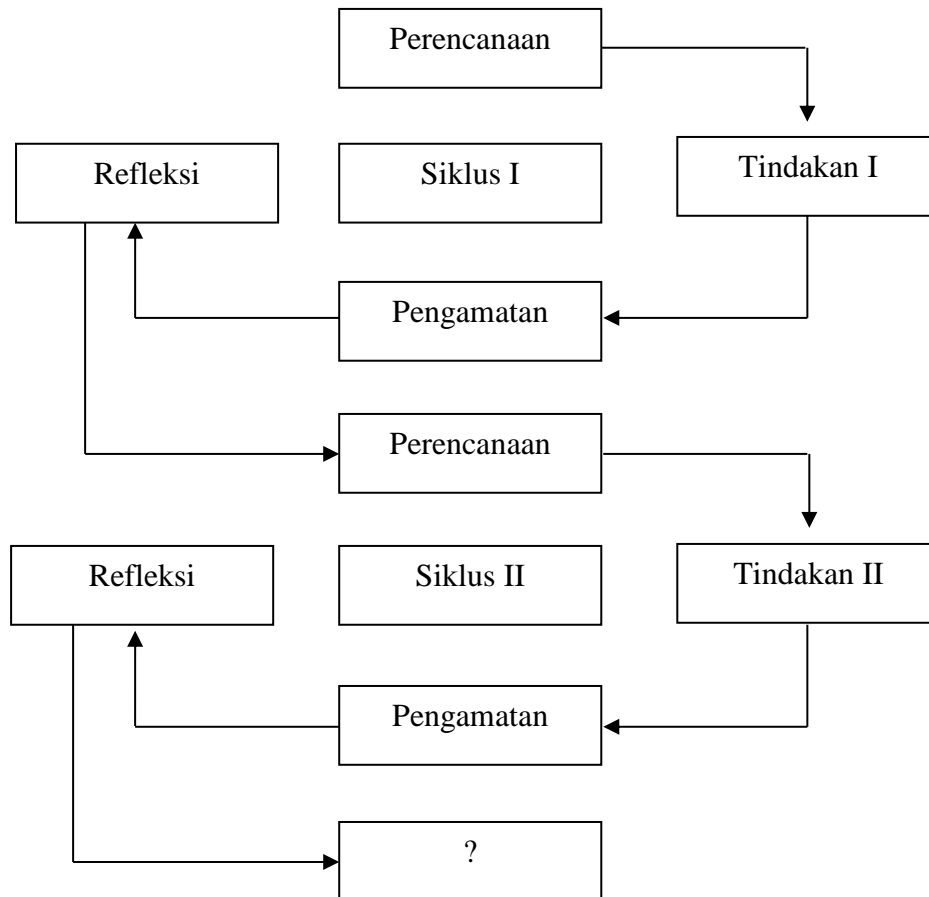 Perencanaan
Refleksi
Siklus I
Tindakan I
Pengamatan
Perencanaan
Refleksi
Siklus II
Tindakan II
Pengamatan
?